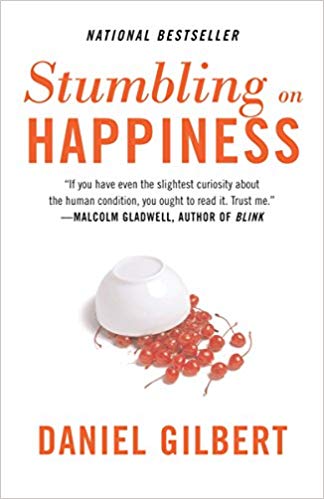 NATIONAL BESTSELLER
Stumbling on
HAPPINESS
“If you have even the slightest curiosity about
the human condition, you ought to read it. Trust me.”
—MALCOLM GLADWELL, AUTHOR OF BLINK
DANIEL GILBERT